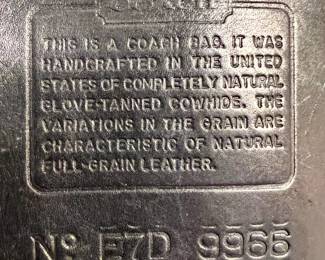 THIS IS A COACH BAG. IT WAS
HANDCRAFTED IN THE UNITED
STATES OF COMPLETELY NATURAL
GLOVE-TANNED COWHIDE. THE
VARIATIONS IN THE GRAIN ARE
CHARACTERISTIC OF NATURAL
FULL-GRAIN LEATHER.
Nº E7D 9966